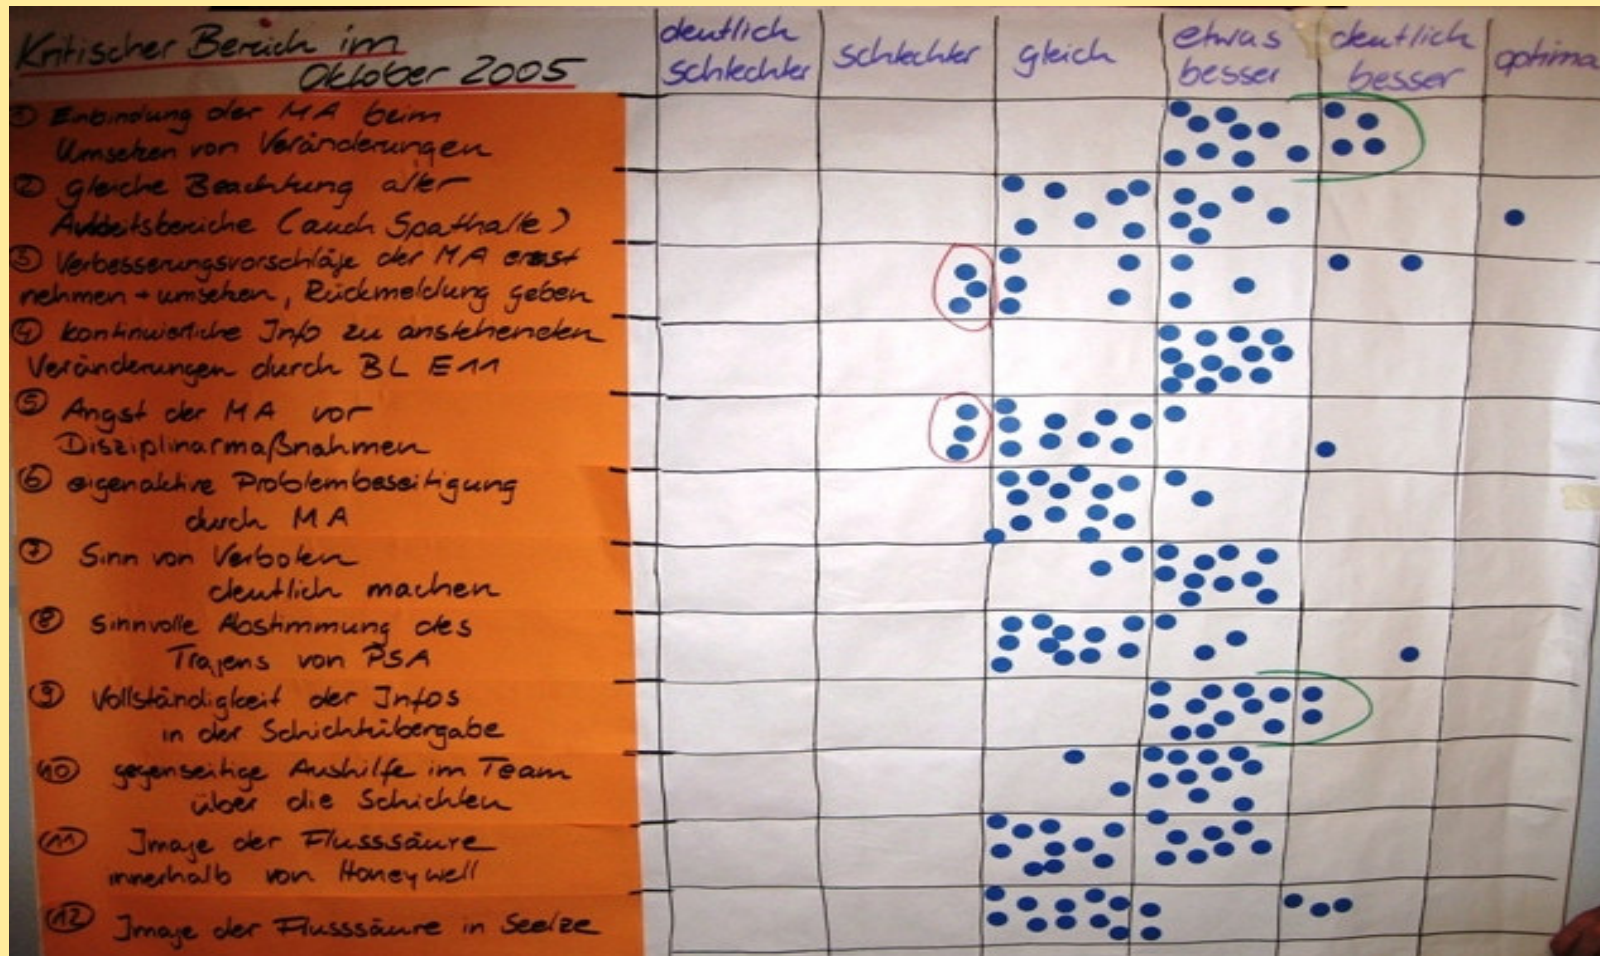 Kritischer Bereich im
Oktober 2005
deutlich
schlechter
schlechter
gleich
etwas
besser
deutlich
besser
optima
① Einbindung der MA beim
Umsetzen von Veränderungen
② gleiche Beachtung aller
Arbeitsbereiche (auch Spathalle)
③ Verbesserungsvorschläge der MA ernst
nehmen + umsetzen, Rückmeldung geben
④ kontinuierliche Info zu anstehenden
Veränderungen durch BL E11
⑤ Angst der MA vor
Disziplinarmaßnahmen
⑥ eigenaktive Problembeseitigung
durch MA
⑦ Sinn von Verboten
deutlich machen
⑧ sinnvolle Abstimmung des
Tragens von PSA
⑨ Vollständigkeit der Infos
in der Schichtübergabe
⑩ gegenseitige Aushilfe im Team
über die Schichten
⑪ Image der Flusssäure
innerhalb von Honeywell
⑫ Image der Flusssäure in Seelze